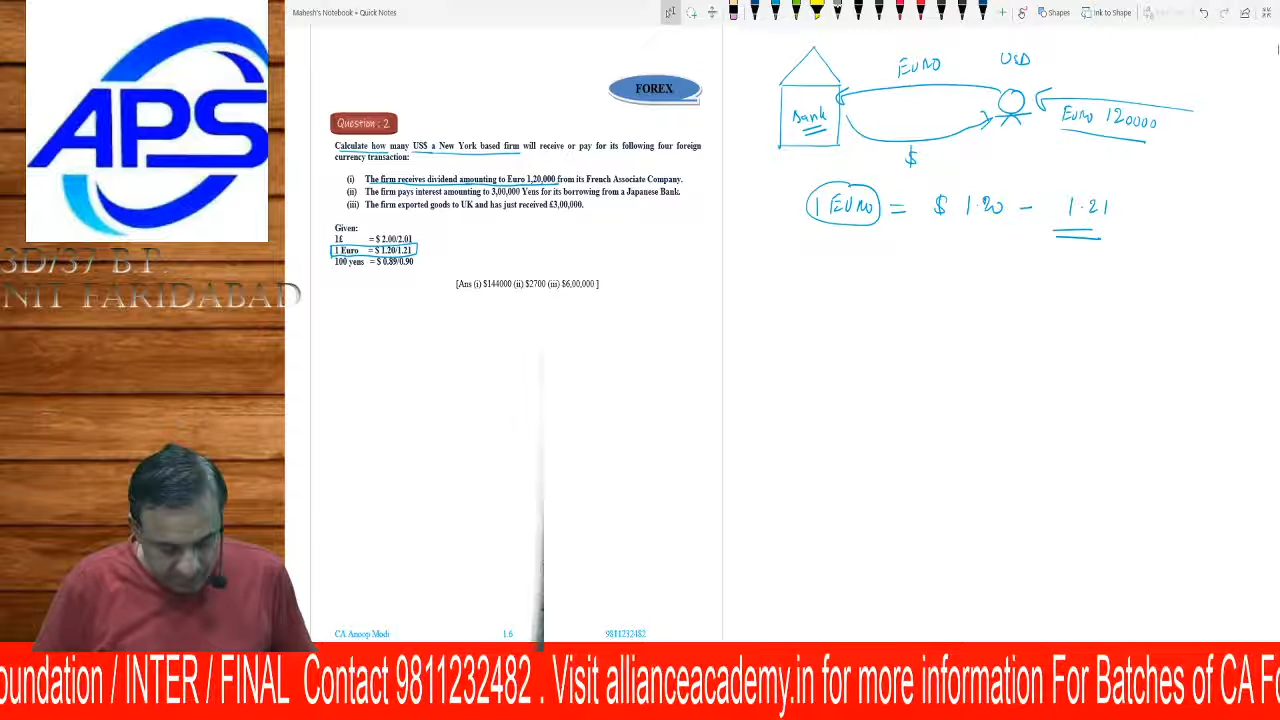 APS
3D/37 B.P.
NIT FARIDABAD
Mahesh's Notebook » Quick Notes
Shapes
Ink to Shape
FOREX
Question : 2
Calculate how many US$ a New York based firm will receive or pay for its following four foreign
currency transaction:
(i) The firm receives dividend amounting to Euro 1,20,000 from its French Associate Company.
(ii) The firm pays interest amounting to 3,00,000 Yens for its borrowing from a Japanese Bank.
(iii) The firm exported goods to UK and has just received £3,00,000.
Given:
1£ = $ 2.00/2.01
1 Euro = $ 1.20/1.21
100 yens = $ 0.89/0.90
[Ans (i) $144000 (ii) $2700 (iii) $6,00,000 ]
CA Anoop Modi 1.6 9811232482
EURO USD
Bank EURO 120000
$
1 EURO = $ 1.20 - 1.21
oundation / INTER / FINAL Contact 9811232482 . Visit allianceacademy.in for more information For Batches of CA Fo